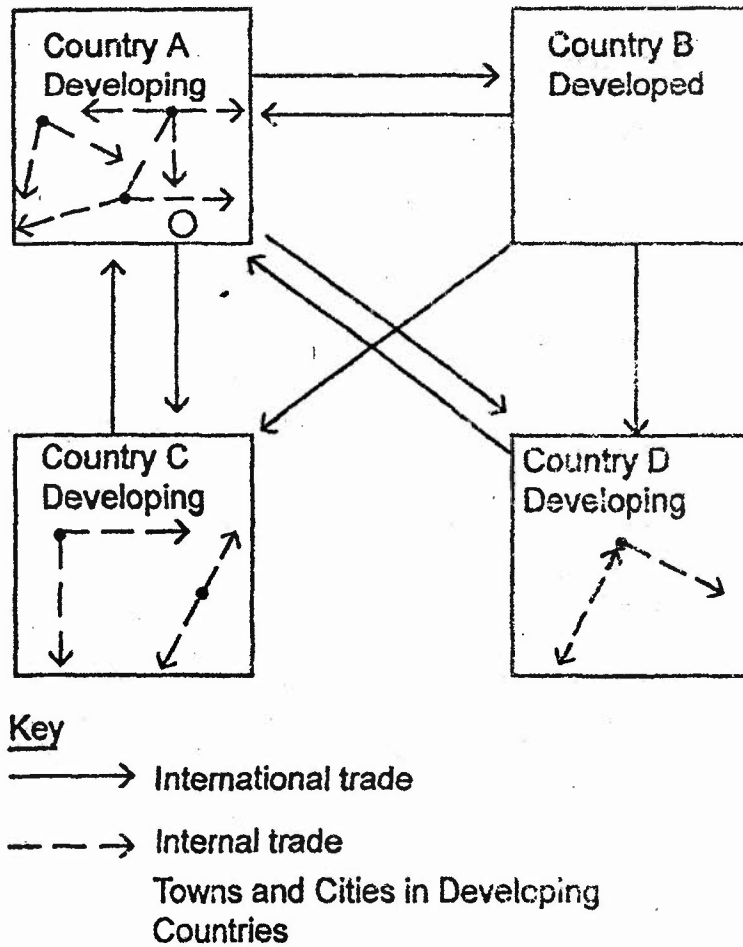 Country A
Developing
Country B
Developed
Country C
Developing
Country D
Developing
Key
International trade
Internal trade
Towns and Cities in Developing
Countries